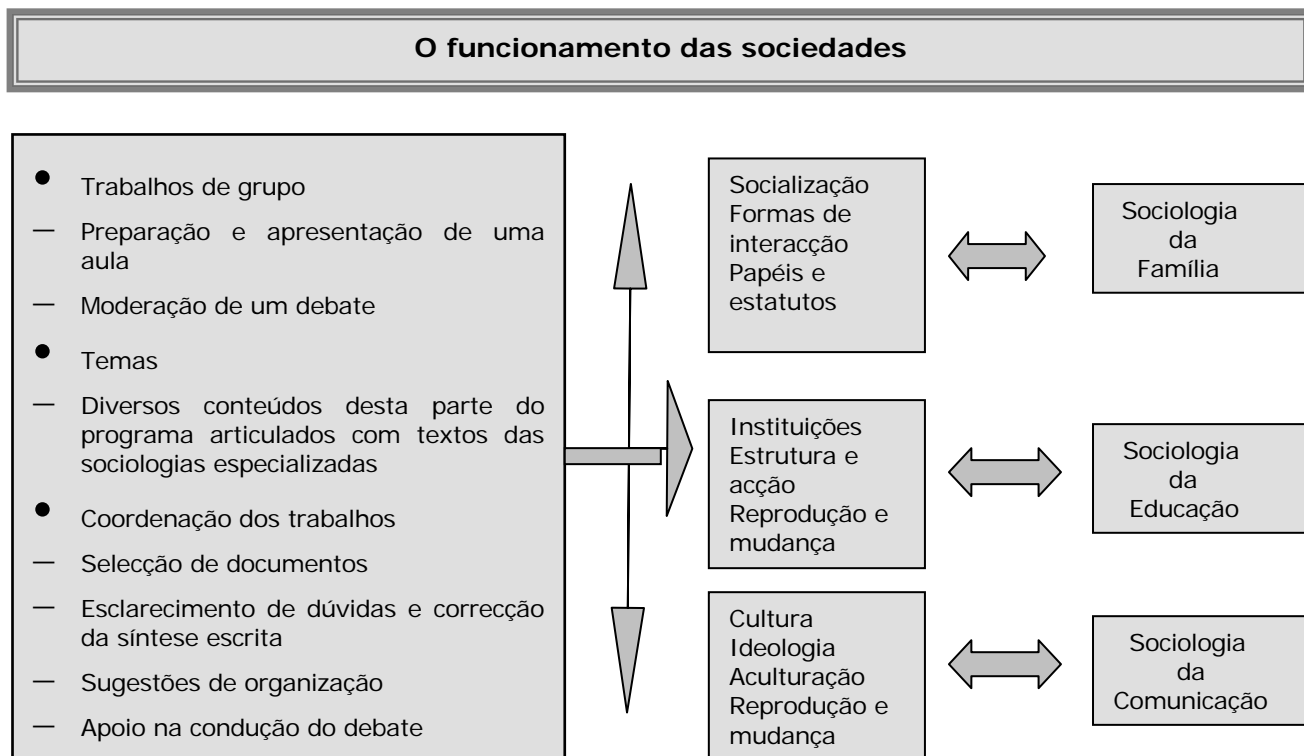 O funcionamento das sociedades
• Trabalhos de grupo
— Preparação e apresentação de uma
aula
— Moderação de um debate
• Temas
— Diversos conteúdos desta parte do
programa articulados com textos das
sociologias especializadas
• Coordenação dos trabalhos
— Selecção de documentos
— Esclarecimento de dúvidas e correcção
da síntese escrita
— Sugestões de organização
— Apoio na condução do debate
Socialização
Formas de
interacção
Papéis e
estatutos
Sociologia
da
Família
Instituições
Estrutura e
acção
Reprodução e
mudança
Sociologia
da
Educação
Cultura
Ideologia
Aculturação
Reprodução e
mudança
Sociologia
da
Comunicação